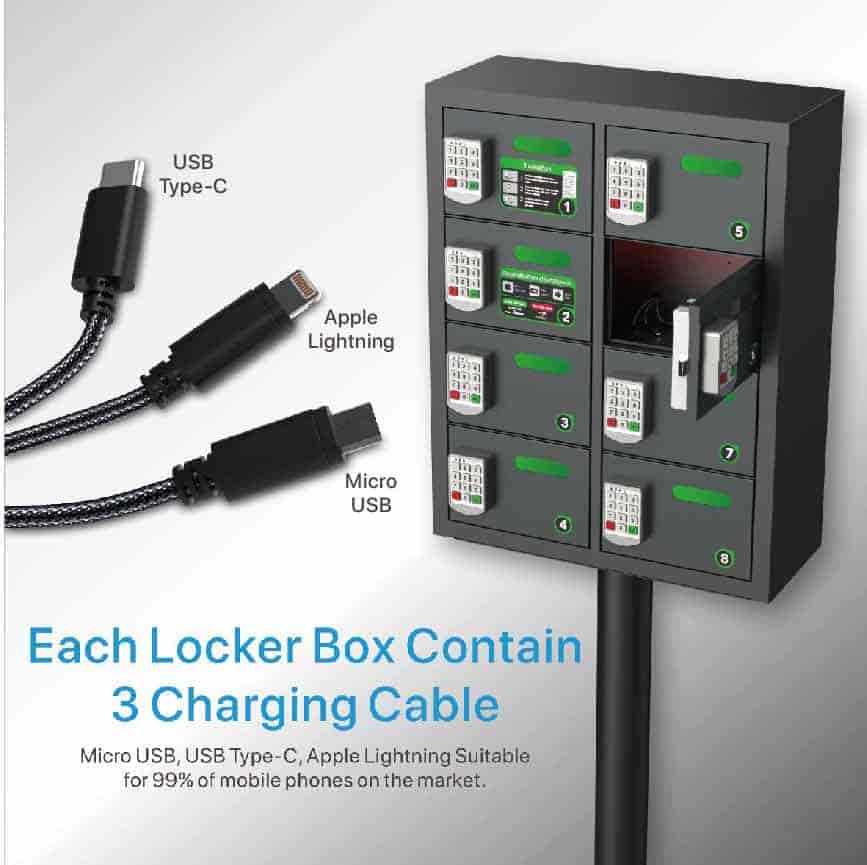 USB
Type-C
Apple
Lightning
Micro
USB
1
2
3
4
5
7
8
Each Locker Box Contain
3 Charging Cable
Micro USB, USB Type-C, Apple Lightning Suitable
for 99% of mobile phones on the market.